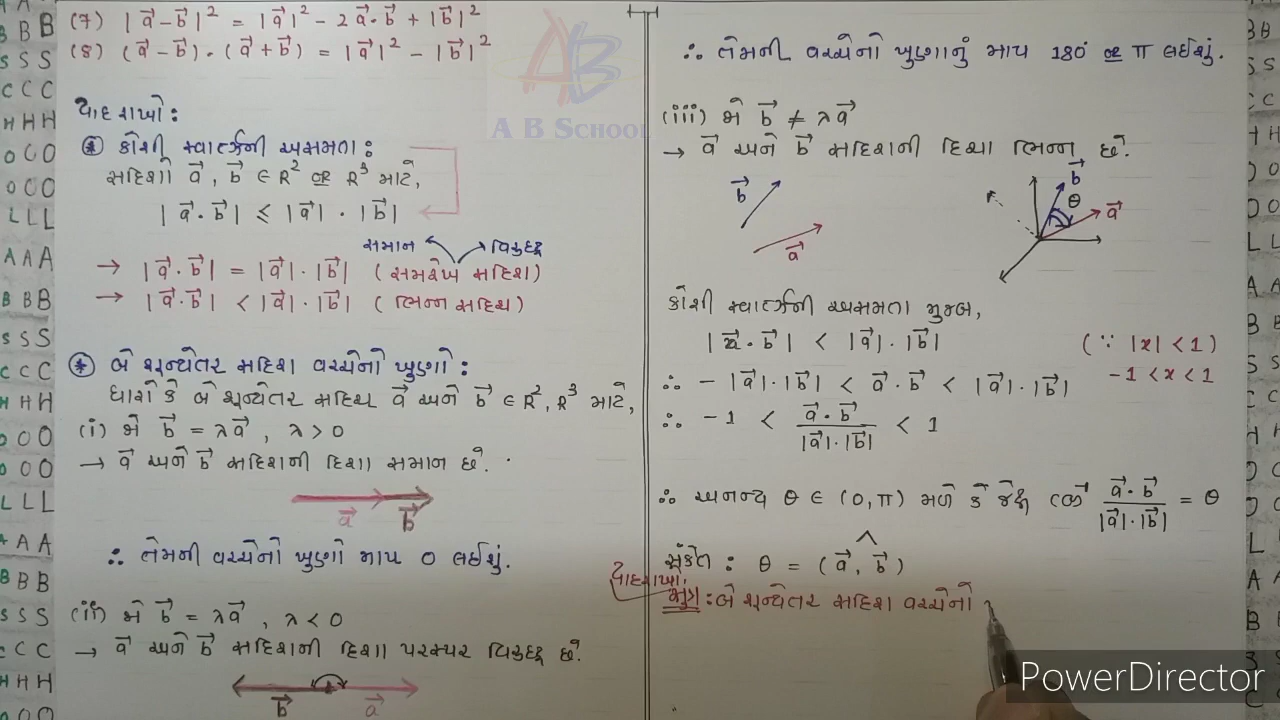 (7) |a⃗ - b⃗|² = |a⃗|² - 2 a⃗·b⃗ + |b⃗|²
(8) (a⃗ - b⃗)·(a⃗ + b⃗) = |a⃗|² - |b⃗|²
યાદ રાખો:
* કોશી સ્વાર્ત્ઝની અસમતા:
સદિશો a⃗, b⃗ ∈ R² or R³ માટે,
|a⃗·b⃗| ≤ |a⃗|·|b⃗|
સમાન વિરુદ્ધ
→ |a⃗·b⃗| = |a⃗|·|b⃗| (સમરેખ સદિશ)
→ |a⃗·b⃗| < |a⃗|·|b⃗| (ભિન્ન સદિશ)
* બે શૂન્યેતર સદિશ વચ્ચેનો ખુણો:
ધારો કે બે શૂન્યેતર સદિશ a⃗ અને b⃗ ∈ R², R³ માટે,
(i) જો b⃗ = λa⃗, λ > 0
→ a⃗ અને b⃗ સદિશની દિશા સમાન છે.
a⃗ b⃗
∴ તેમની વચ્ચેનો ખુણો માપ 0 લઈશું.
(ii) જો b⃗ = λa⃗, λ < 0
→ a⃗ અને b⃗ સદિશની દિશા પરસ્પર વિરુદ્ધ છે.
b⃗ a⃗
∴ તેમની વચ્ચેનો ખુણાનું માપ 180° or π લઈશું.
(iii) જો b⃗ ≠ λa⃗
→ a⃗ અને b⃗ સદિશની દિશા ભિન્ન છે.
b⃗ a⃗
b⃗ θ a⃗
કોશી સ્વાર્ત્ઝની અસમતા મુજબ,
|a⃗·b⃗| < |a⃗|·|b⃗| (∵ |x| < 1)
∴ -|a⃗|·|b⃗| < a⃗·b⃗ < |a⃗|·|b⃗| -1 < x < 1
∴ -1 < a⃗·b⃗ / |a⃗|·|b⃗| < 1
∴ અનન્ય θ ∈ (0, π) મળે કે જેથી cos⁻¹ a⃗·b⃗ / |a⃗|·|b⃗| = θ
સંકેત: θ = (a⃗, ^ b⃗)
યાદ રાખો:
સૂત્ર: બે શૂન્યેતર સદિશ વચ્ચેનો
A B School
PowerDirector